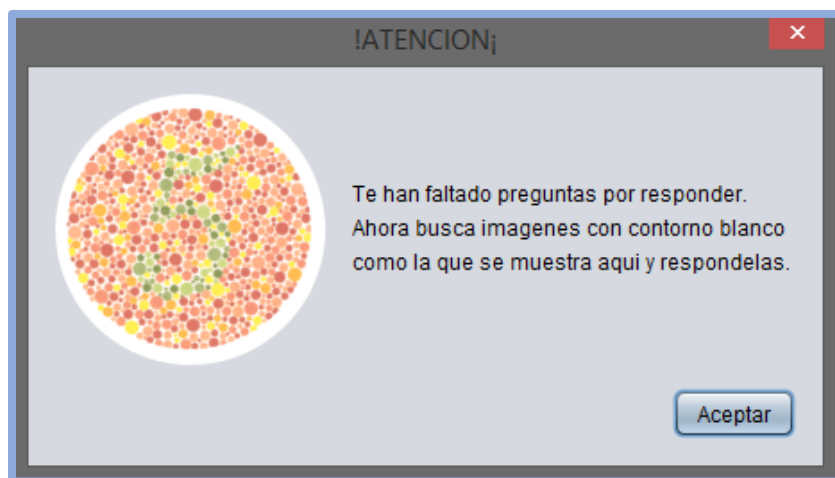 !ATENCION¡
Te han faltado preguntas por responder.
Ahora busca imagenes con contorno blanco
como la que se muestra aqui y respondelas.
Aceptar